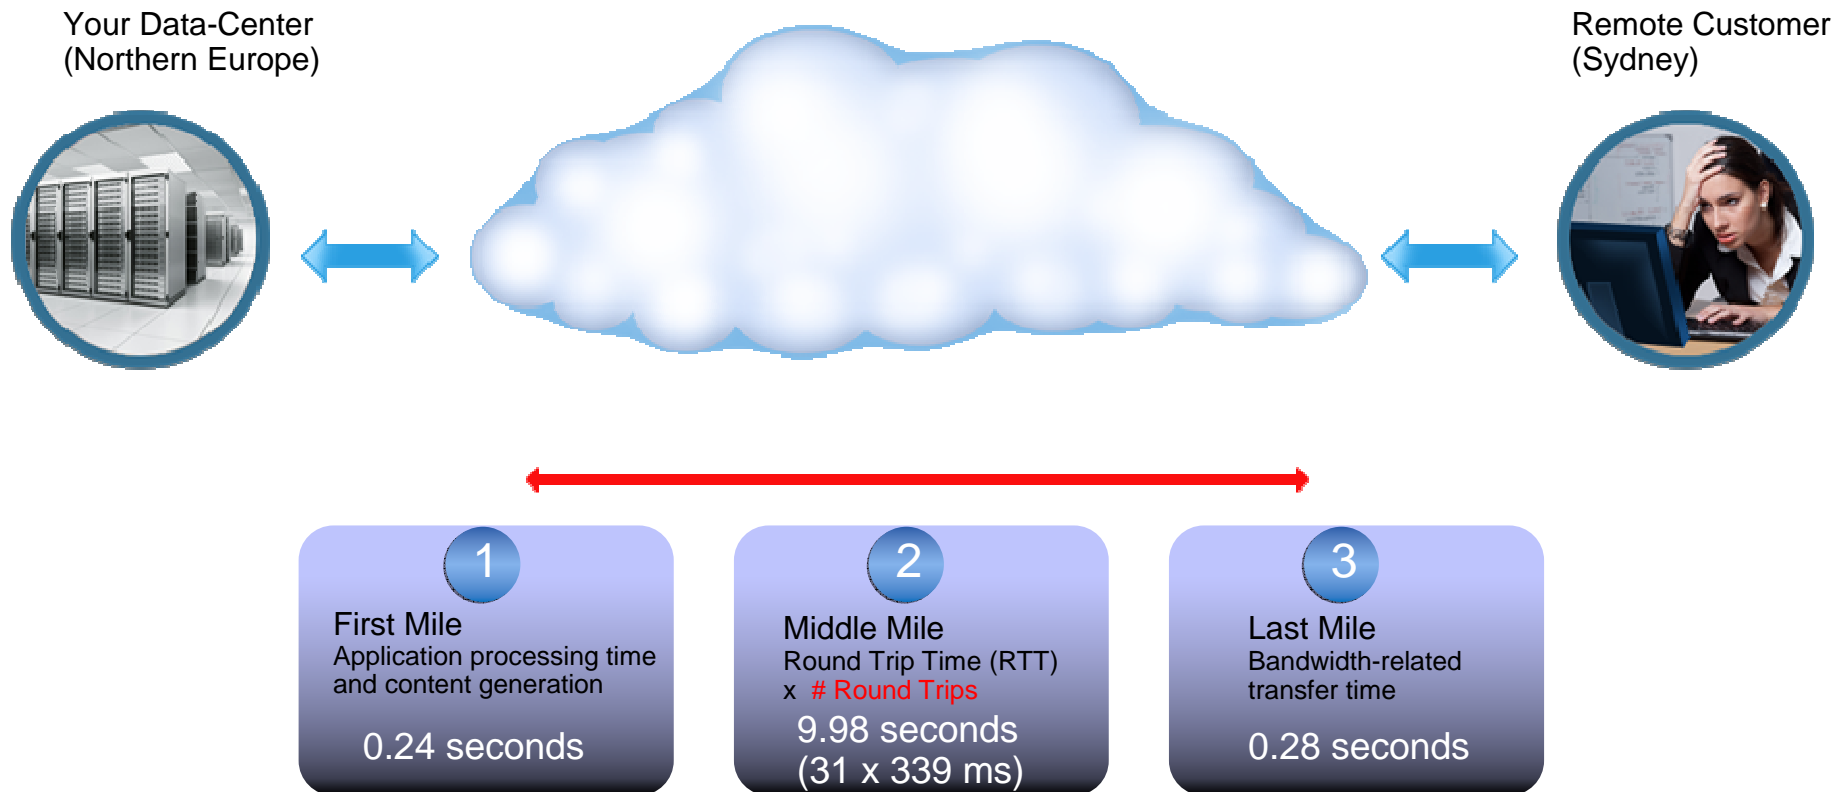 Your Data-Center
(Northern Europe)
Remote Customer
(Sydney)
1
First Mile
Application processing time
and content generation
0.24 seconds
2
Middle Mile
Round Trip Time (RTT)
x # Round Trips
9.98 seconds
(31 x 339 ms)
3
Last Mile
Bandwidth-related
transfer time
0.28 seconds